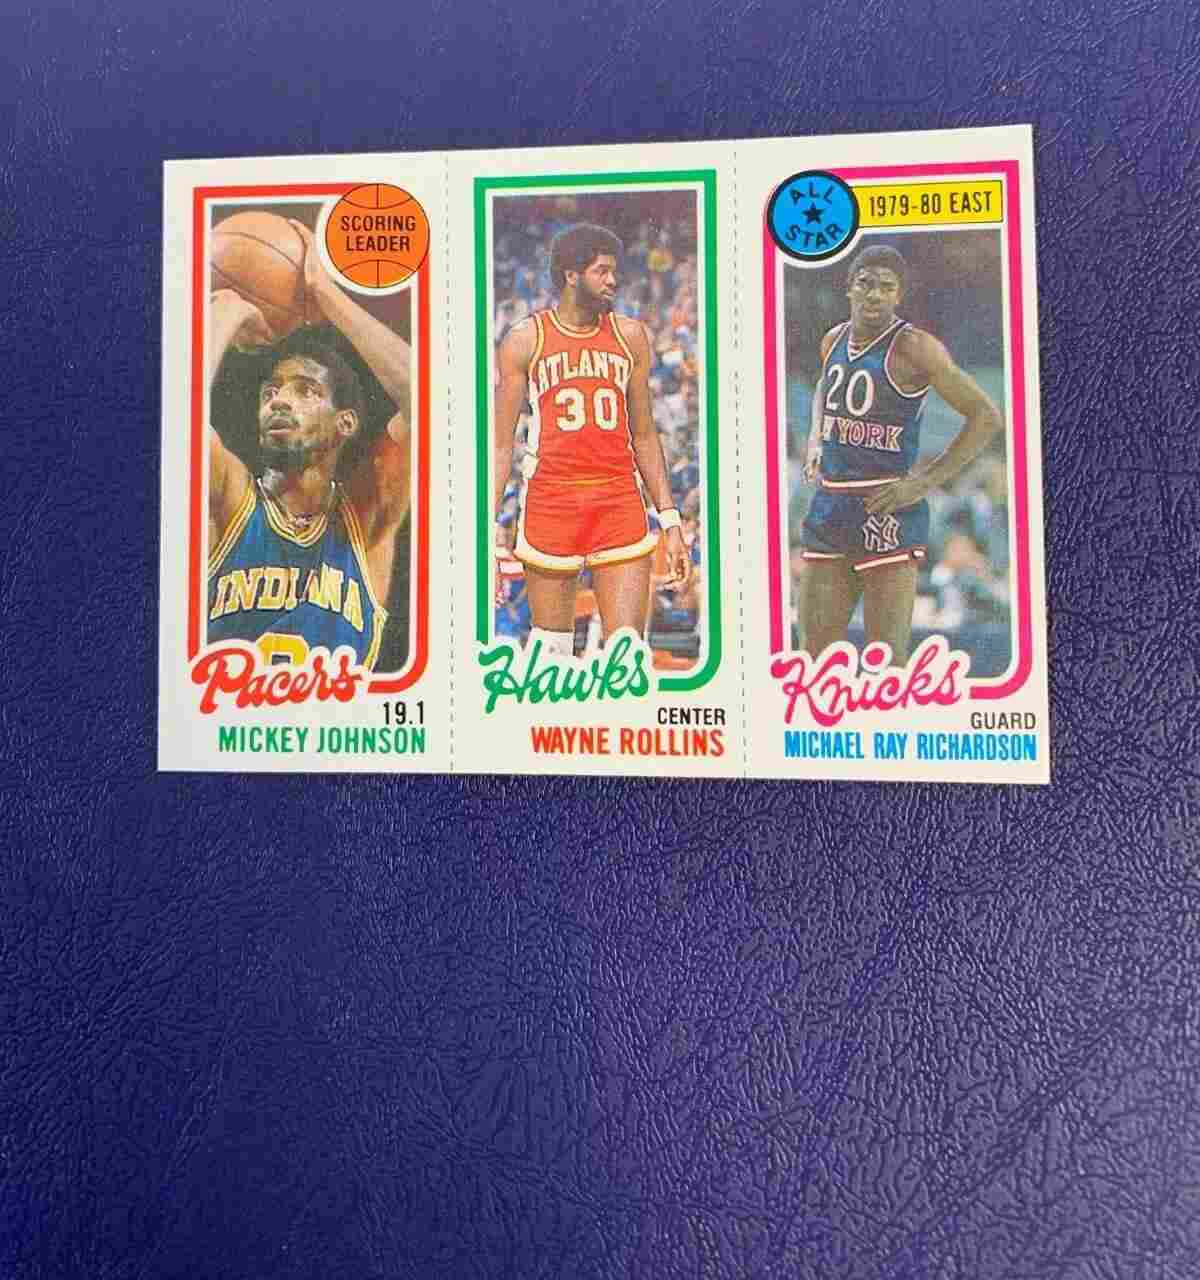 SCORING
LEADER
INDIANA
Pacers
19.1
MICKEY JOHNSON
ATLANTA
30
Hawks
CENTER
WAYNE ROLLINS
ALL
STAR
1979-80 EAST
20
YORK
NY
Knicks
GUARD
MICHAEL RAY RICHARDSON